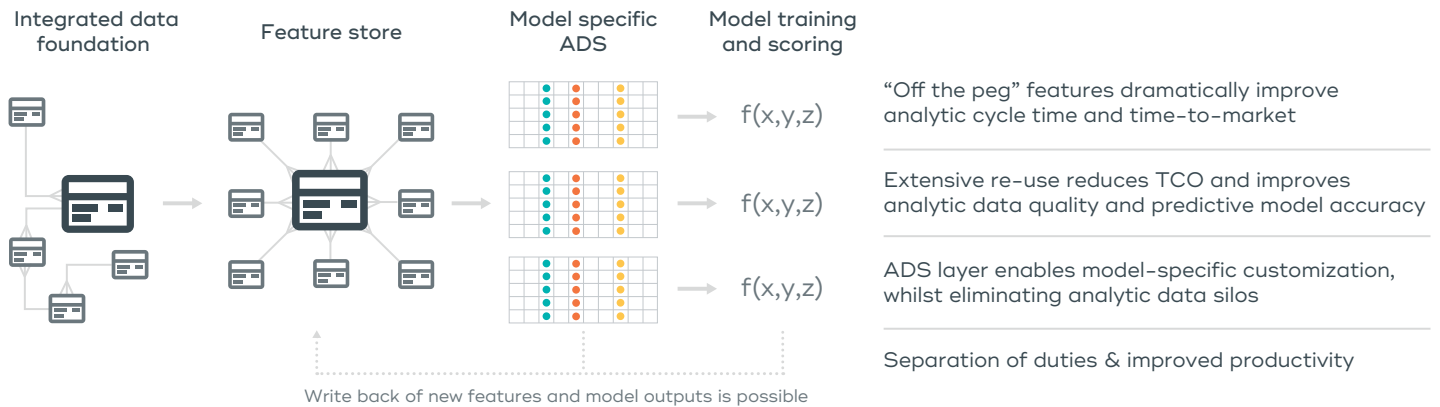 Integrated data
foundation
Feature store
Model specific
ADS
Model training
and scoring
f(x,y,z)
f(x,y,z)
f(x,y,z)
“Off the peg” features dramatically improve
analytic cycle time and time-to-market
Extensive re-use reduces TCO and improves
analytic data quality and predictive model accuracy
ADS layer enables model-specific customization,
whilst eliminating analytic data silos
Separation of duties & improved productivity
Write back of new features and model outputs is possible